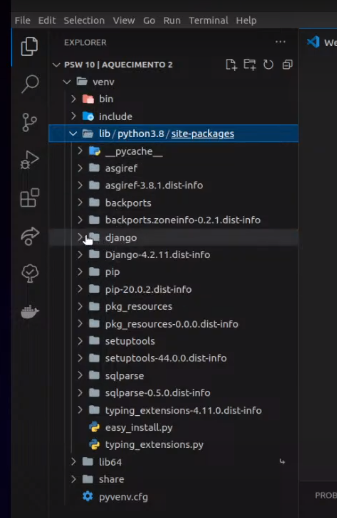 File Edit Selection View Go Run Terminal Help
EXPLORER
We
PSW 10 | AQUECIMENTO 2
venv
bin
include
lib / python3.8 / site-packages
__pycache__
asgiref
asgiref-3.8.1.dist-info
backports
backports.zoneinfo-0.2.1.dist-info
django
Django-4.2.11.dist-info
pip
pip-20.0.2.dist-info
pkg_resources
pkg_resources-0.0.0.dist-info
setuptools
setuptools-44.0.0.dist-info
sqlparse
sqlparse-0.5.0.dist-info
typing_extensions-4.11.0.dist-info
easy_install.py
typing_extensions.py
lib64
share
pyvenv.cfg
PROB